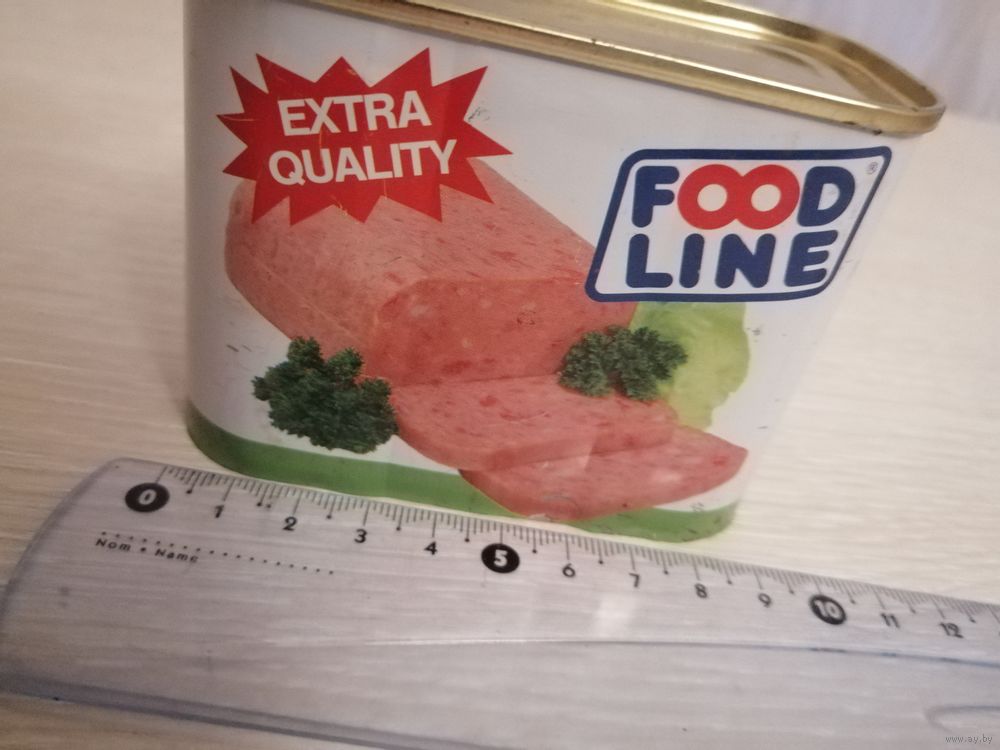 EXTRA
QUALITY
FOOD
LINE
®
0 1 2 3 4 5 6 7 8 9 10 11 12
Nom • Name
www.ay.by